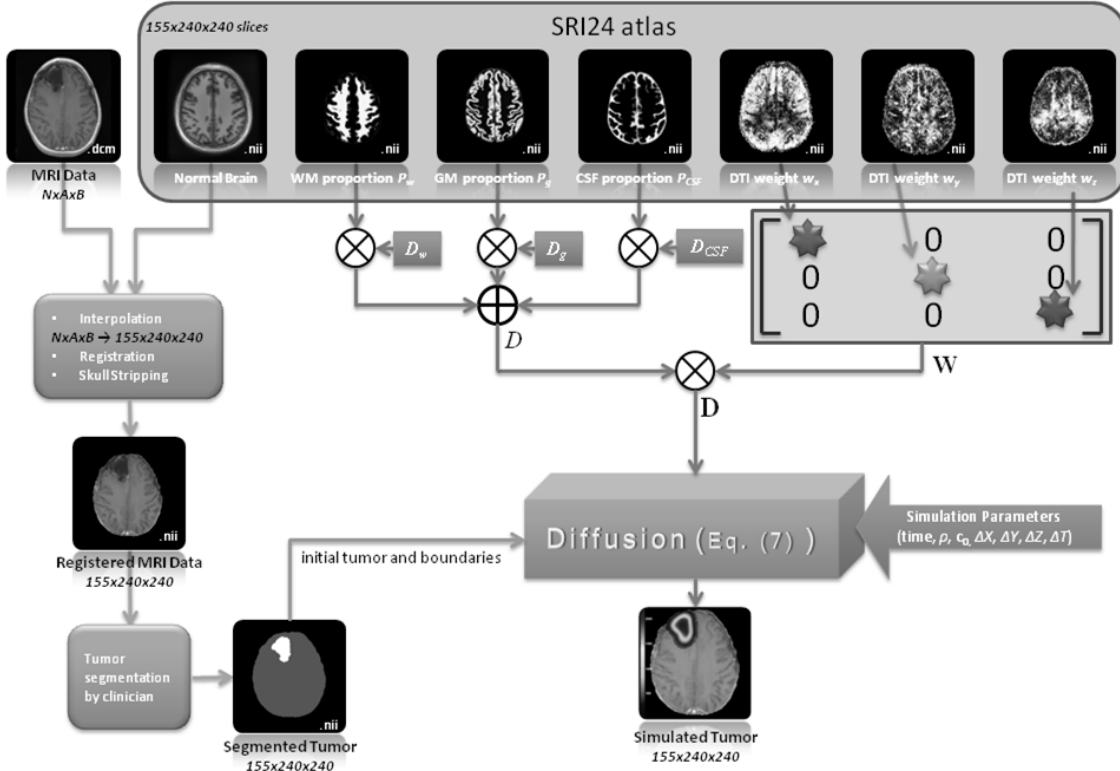 155x240x240 slices
SRI24 atlas
.dcm
.nii
.nii
.nii
.nii
.nii
.nii
.nii
MRI Data
NxAxB
Normal Brain
WM proportion P_w
GM proportion P_g
CSF proportion P_CSF
DTI weight w_x
DTI weight w_y
DTI weight w_z
D_w
D_g
D_CSF
0 0
0 0
0 0
• Interpolation
NxAxB → 155x240x240
• Registration
• Skull Stripping
D
W
D
.nii
Registered MRI Data
155x240x240
initial tumor and boundaries
Diffusion (Eq. (7) )
Simulation Parameters
(time, ρ, c₀, ΔX, ΔY, ΔZ, ΔT)
Tumor
segmentation
by clinician
.nii
Segmented Tumor
155x240x240
Simulated Tumor
155x240x240